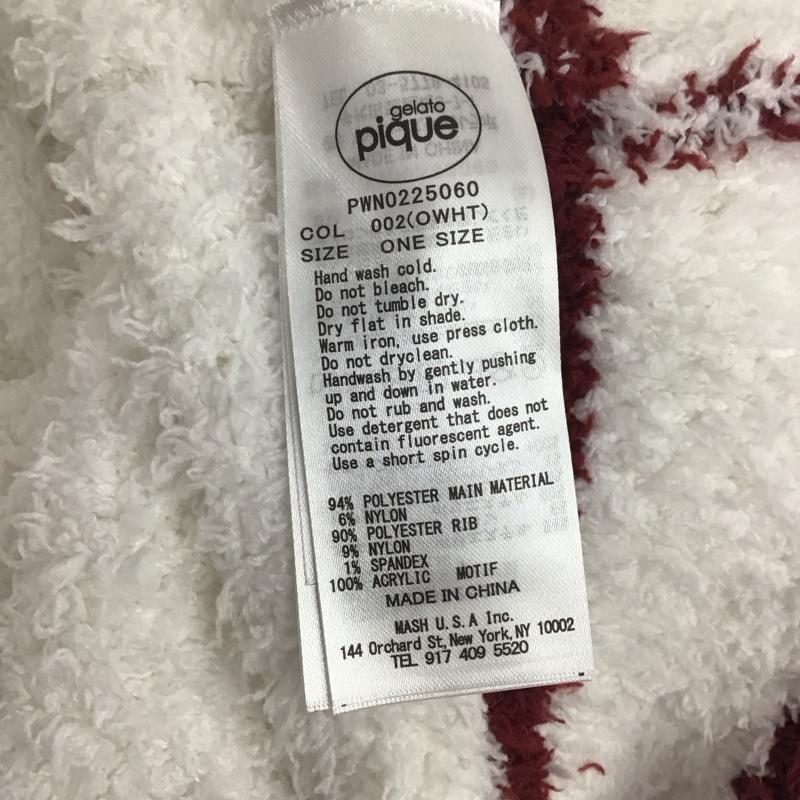 gelato
pique
PWN0225060
COL 002(OWHT)
SIZE ONE SIZE
Hand wash cold.
Do not bleach.
Do not tumble dry.
Dry flat in shade.
Warm iron, use press cloth.
Do not dryclean.
Handwash by gently pushing
up and down in water.
Do not rub and wash.
Use detergent that does not
contain fluorescent agent.
Use a short spin cycle.
94% POLYESTER MAIN MATERIAL
6% NYLON
90% POLYESTER RIB
9% NYLON
1% SPANDEX
100% ACRYLIC MOTIF
MADE IN CHINA
MASH U.S.A Inc.
144 Orchard St,New York,NY 10002
TEL 917 409 5520